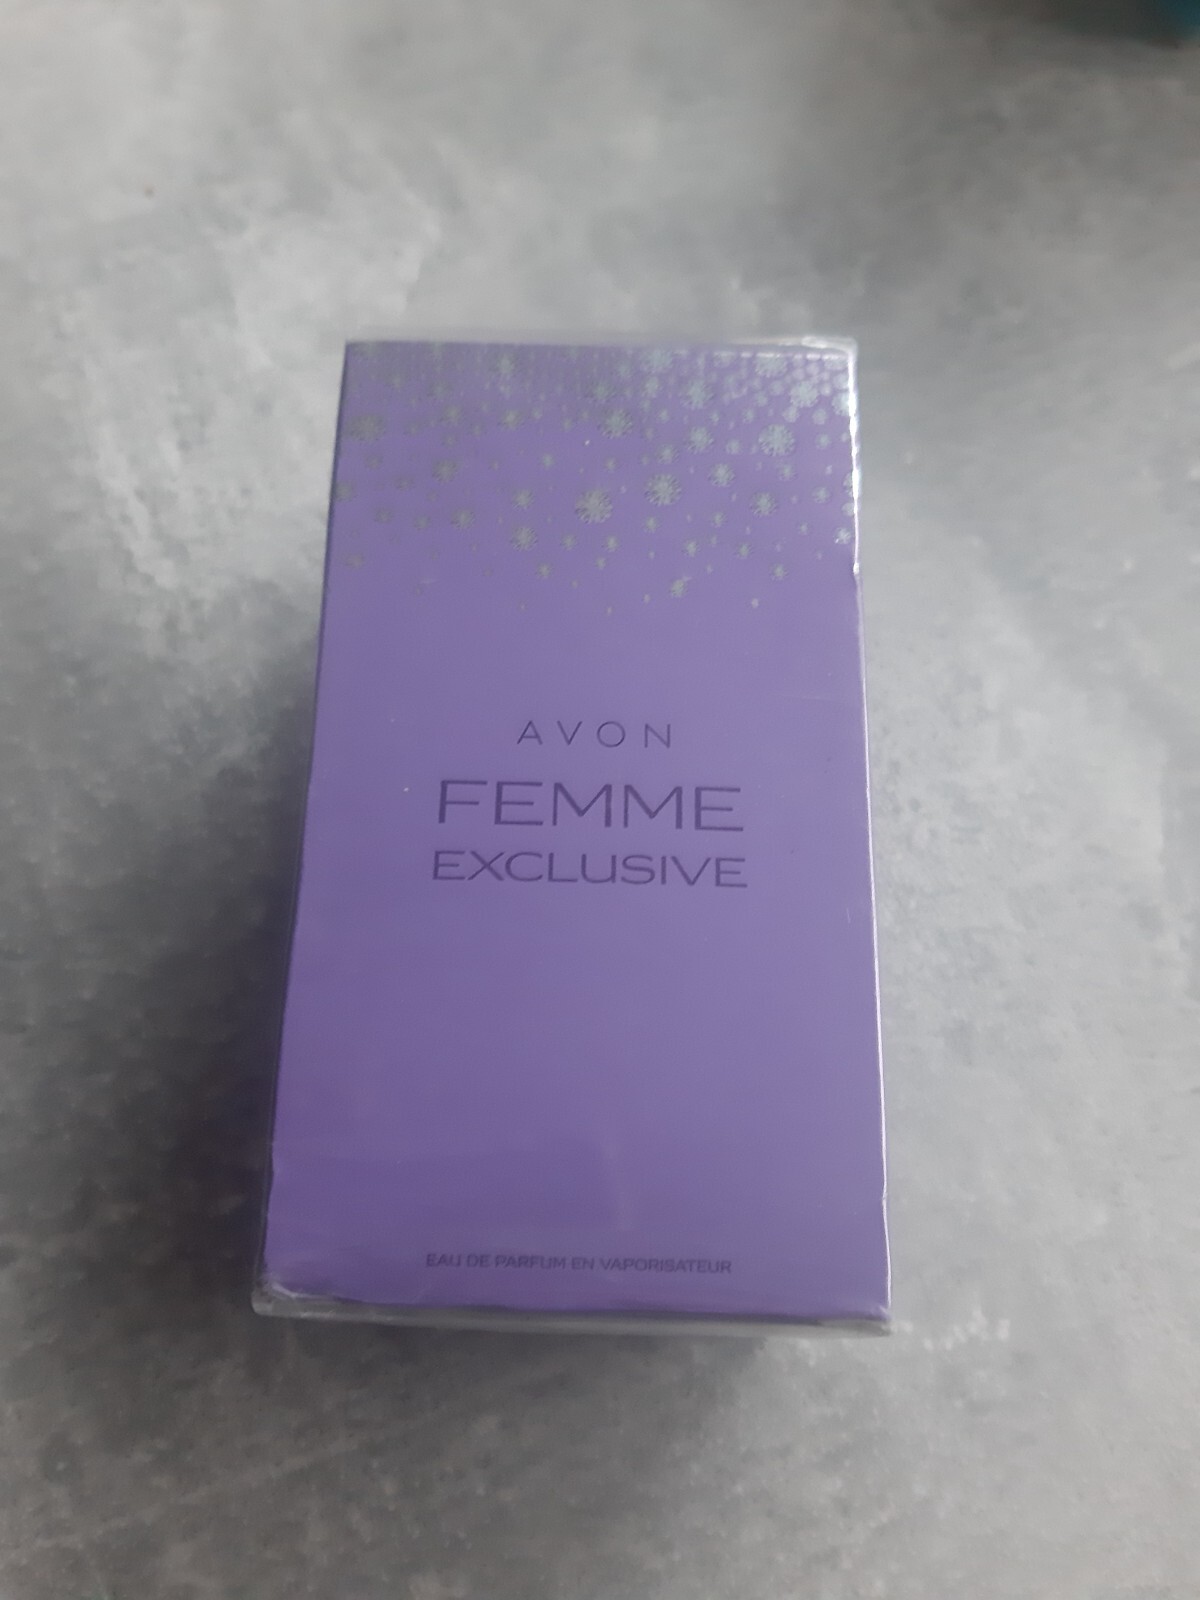 AVON
FEMME
EXCLUSIVE
EAU DE PARFUM EN VAPORISATEUR